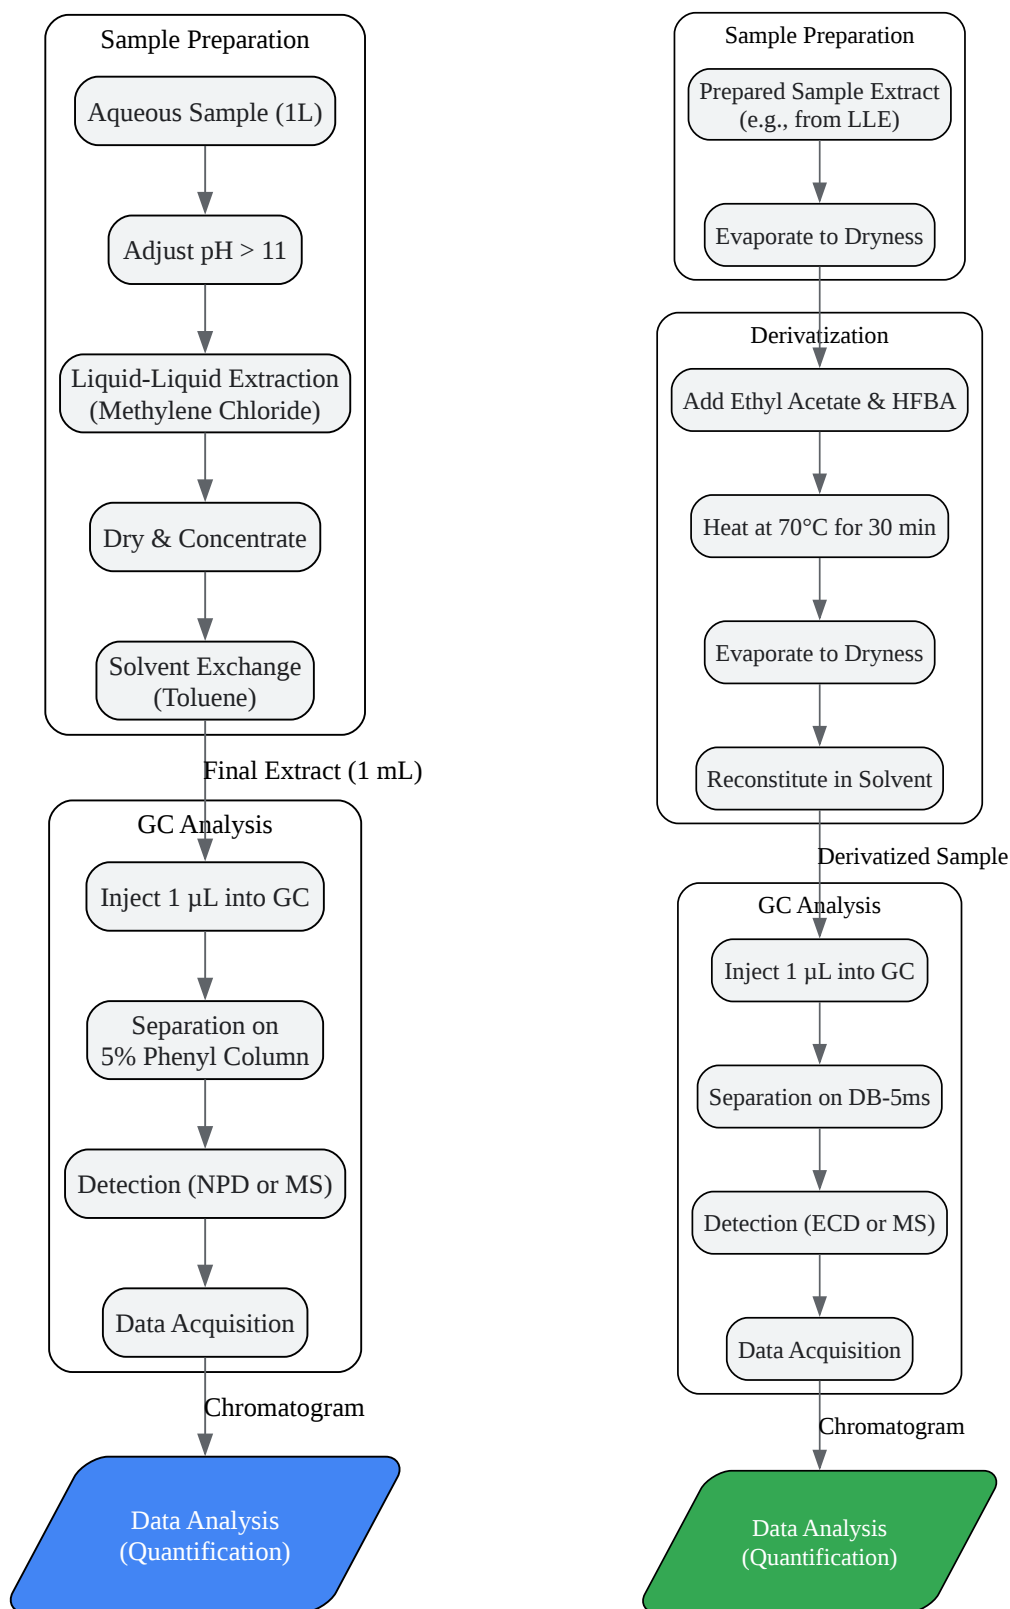 Sample Preparation
Aqueous Sample (1L)
Adjust pH > 11
Liquid-Liquid Extraction
(Methylene Chloride)
Dry & Concentrate
Solvent Exchange
(Toluene)
Final Extract (1 mL)
GC Analysis
Inject 1 µL into GC
Separation on
5% Phenyl Column
Detection (NPD or MS)
Data Acquisition
Chromatogram
Data Analysis
(Quantification)
Sample Preparation
Prepared Sample Extract
(e.g., from LLE)
Evaporate to Dryness
Derivatization
Add Ethyl Acetate & HFBA
Heat at 70°C for 30 min
Evaporate to Dryness
Reconstitute in Solvent
Derivatized Sample
GC Analysis
Inject 1 µL into GC
Separation on DB-5ms
Detection (ECD or MS)
Data Acquisition
Chromatogram
Data Analysis
(Quantification)